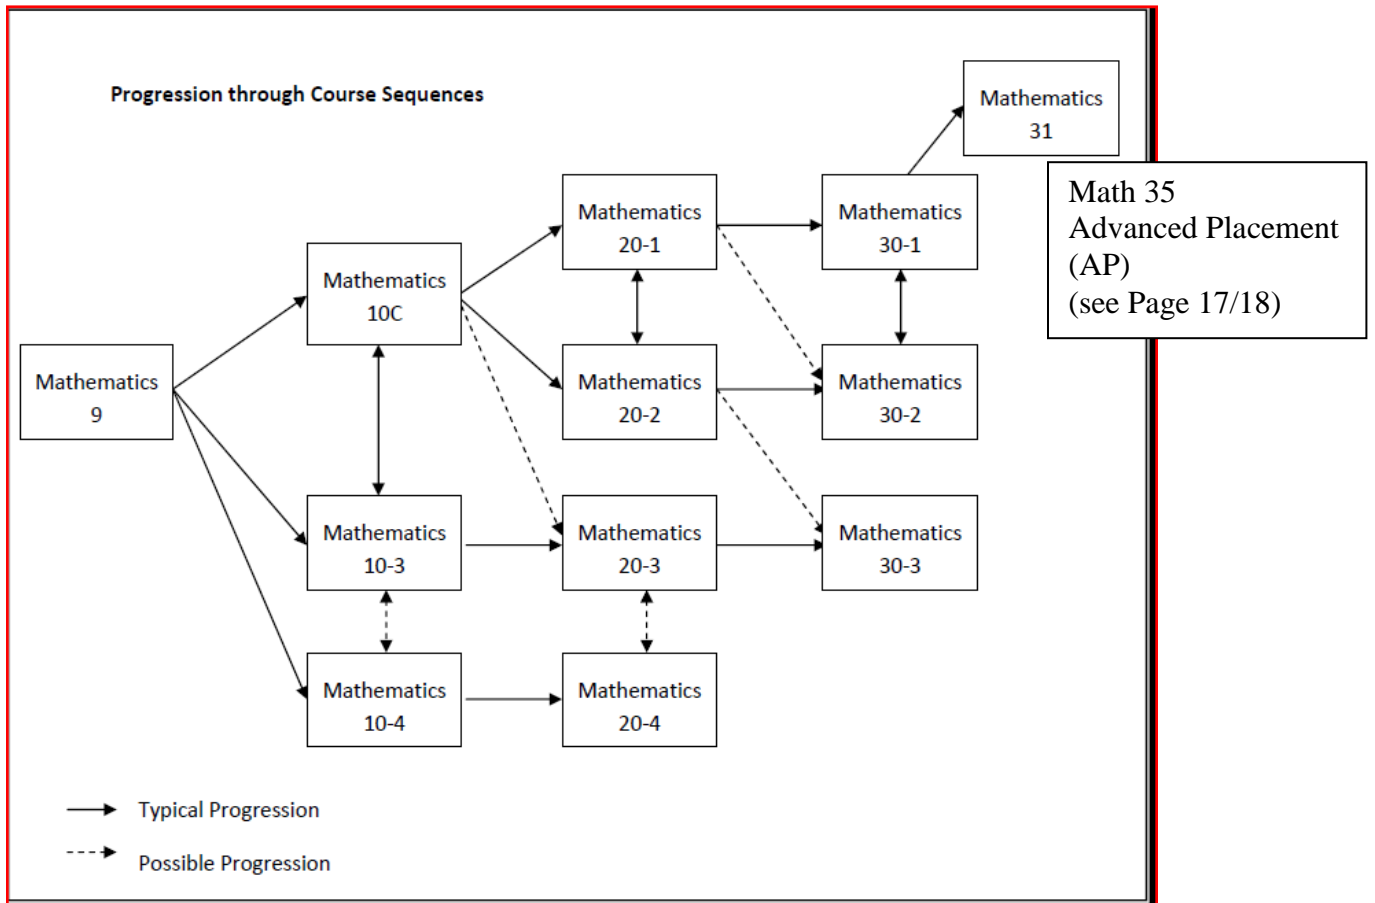 Progression through Course Sequences
Mathematics
31
Math 35
Advanced Placement
(AP)
(see Page 17/18)
Mathematics
20-1
Mathematics
30-1
Mathematics
10C
Mathematics
9
Mathematics
20-2
Mathematics
30-2
Mathematics
10-3
Mathematics
20-3
Mathematics
30-3
Mathematics
10-4
Mathematics
20-4
Typical Progression
Possible Progression